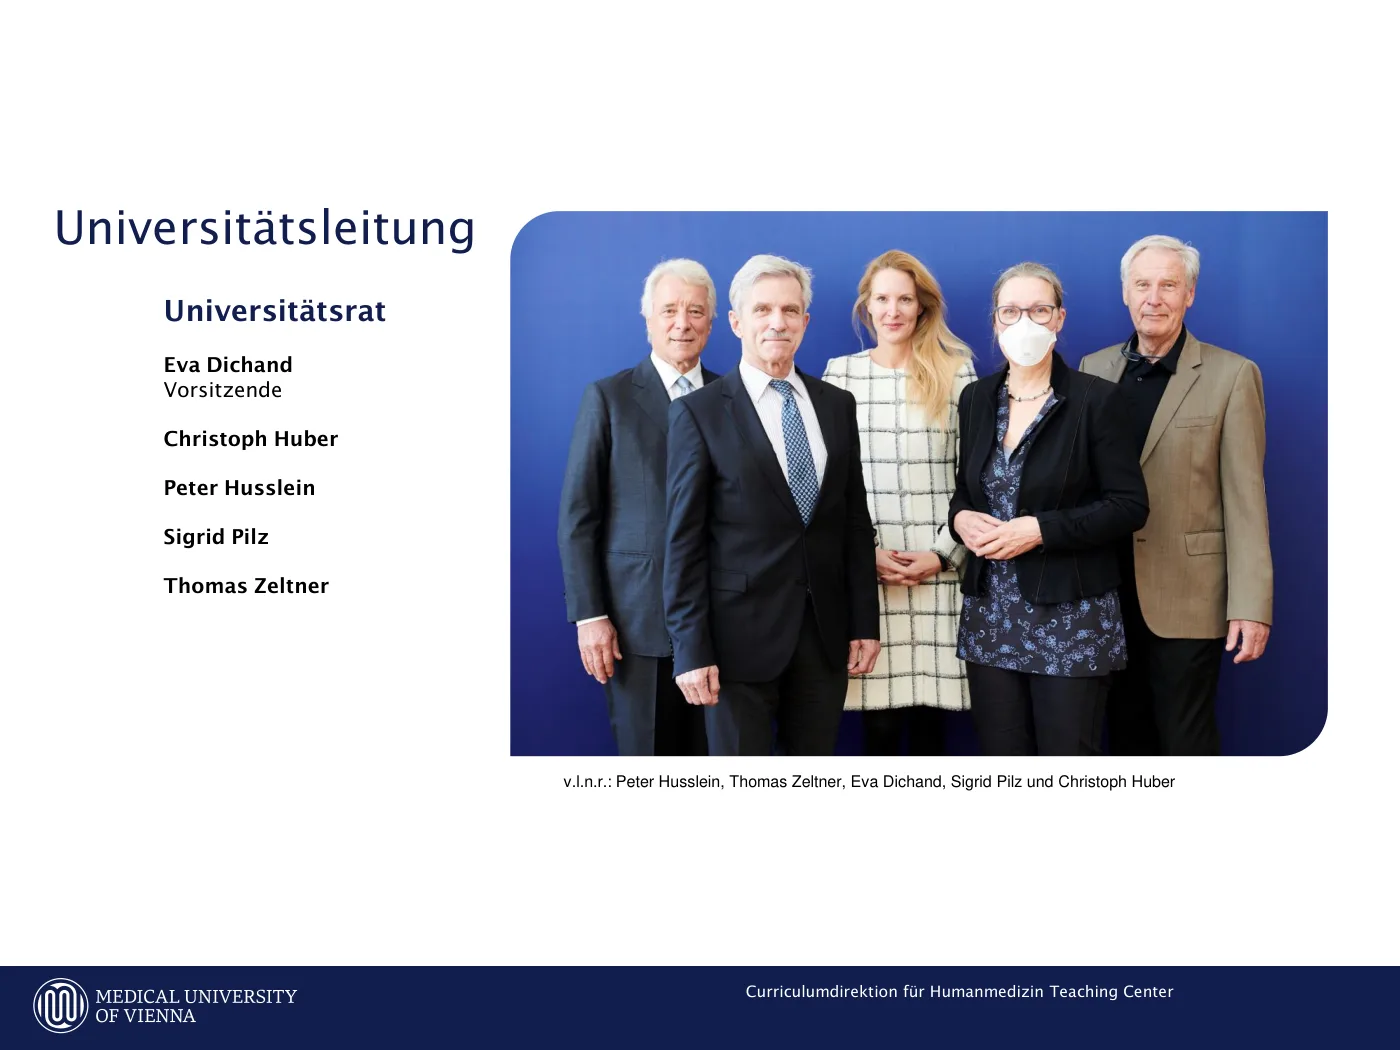 Universitätsleitung
Universitätsrat
Eva Dichand
Vorsitzende
Christoph Huber
Peter Husslein
Sigrid Pilz
Thomas Zeltner
v.l.n.r.: Peter Husslein, Thomas Zeltner, Eva Dichand, Sigrid Pilz und Christoph Huber
MEDICAL UNIVERSITY
OF VIENNA
Curriculumdirektion für Humanmedizin Teaching Center